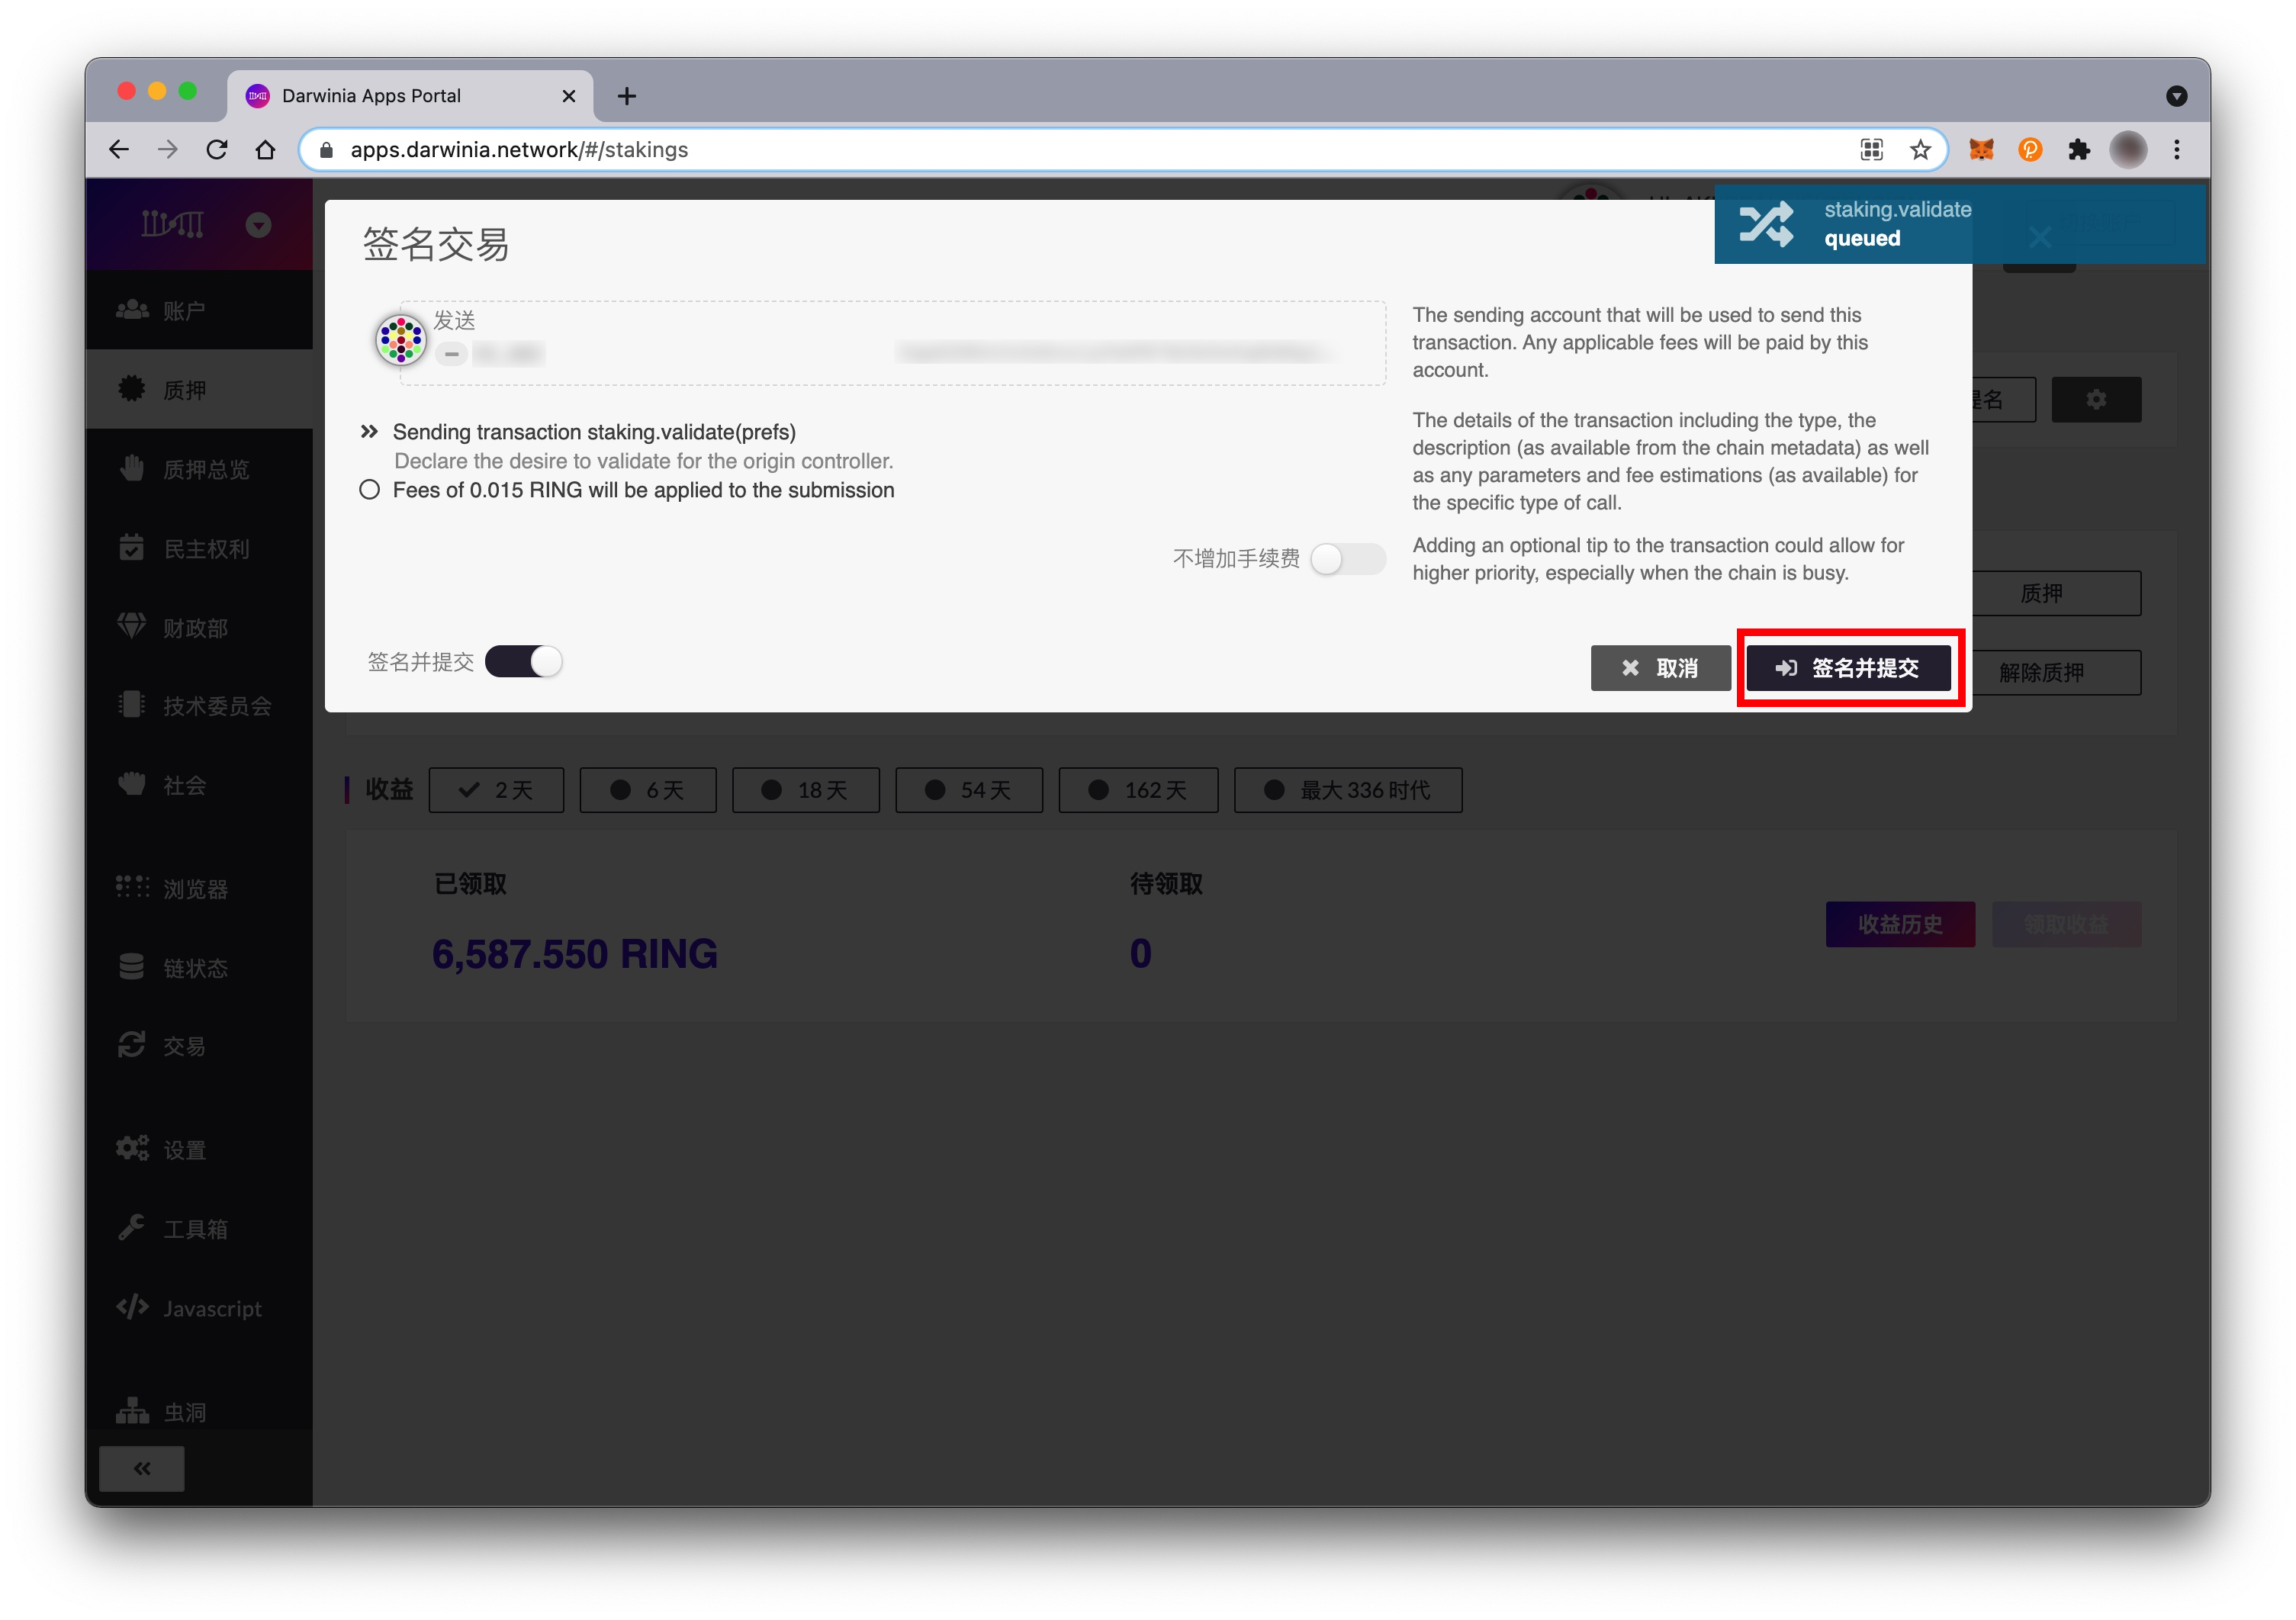 Darwinia Apps Portal
apps.darwinia.network/#/stakings
staking.validate
queued
签名交易
发送
The sending account that will be used to send this
transaction. Any applicable fees will be paid by this
account.
Sending transaction staking.validate(prefs)
Declare the desire to validate for the origin controller.
Fees of 0.015 RING will be applied to the submission
The details of the transaction including the type, the
description (as available from the chain metadata) as well
as any parameters and fee estimations (as available) for
the specific type of call.
不增加手续费
Adding an optional tip to the transaction could allow for
higher priority, especially when the chain is busy.
签名并提交
取消
签名并提交
账户
质押
质押总览
民主权利
财政部
技术委员会
社会
浏览器
链状态
交易
设置
工具箱
Javascript
虫洞
质押
解除质押
收益
2 天
6 天
18 天
54 天
162 天
最大 336 时代
已领取
待领取
6,587.550 RING
0
收益历史
领取收益